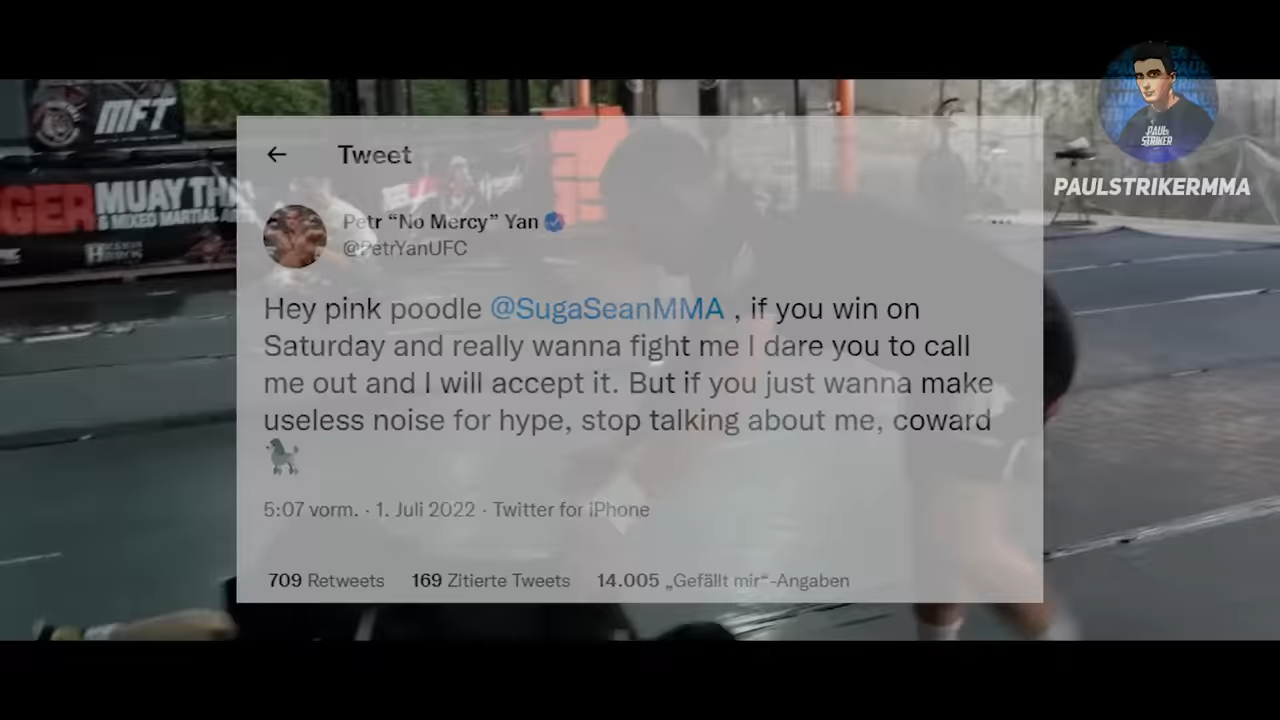 MFT
PAUL
STRIKER
PAULSTRIKERMMA
GER MUAY THA
& MIXED MARTIAL A
← Tweet
Petr “No Mercy” Yan
@PetrYanUFC
Hey pink poodle @SugaSeanMMA , if you win on
Saturday and really wanna fight me I dare you to call
me out and I will accept it. But if you just wanna make
useless noise for hype, stop talking about me, coward
🐩
5:07 vorm. · 1. Juli 2022 · Twitter for iPhone
709 Retweets 169 Zitierte Tweets 14.005 „Gefällt mir“-Angaben